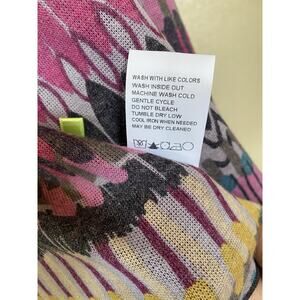 WASH WITH LIKE COLORS
WASH INSIDE OUT
MACHINE WASH COLD
GENTLE CYCLE
DO NOT BLEACH
TUMBLE DRY LOW
COOL IRON WHEN NEEDED
MAY BE DRY CLEANED